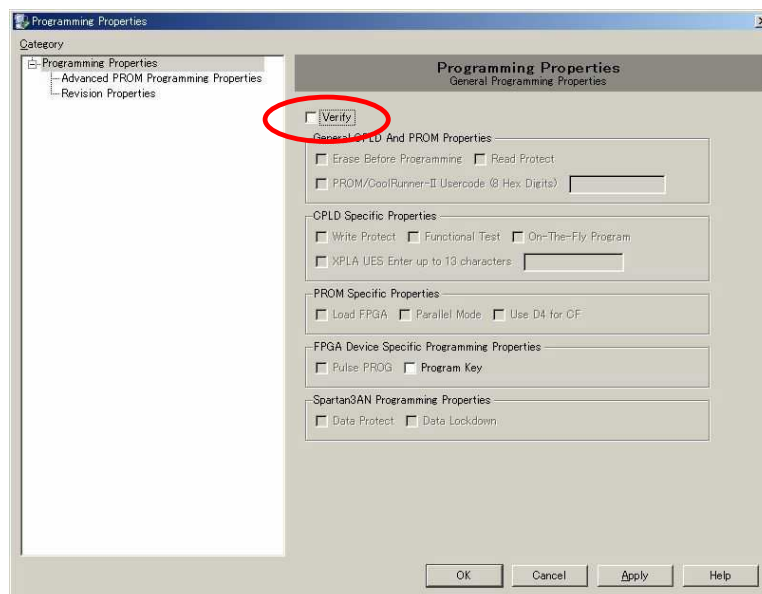 Programming Properties
Category
Programming Properties
Advanced PROM Programming Properties
Revision Properties
Programming Properties
General Programming Properties
Verify
General CPLD And PROM Properties
Erase Before Programming Read Protect
PROM/CoolRunner-II Usercode (8 Hex Digits)
CPLD Specific Properties
Write Protect Functional Test On-The-Fly Program
XPLA UES Enter up to 13 characters
PROM Specific Properties
Load FPGA Parallel Mode Use D4 for CF
FPGA Device Specific Programming Properties
Pulse PROG Program Key
Spartan3AN Programming Properties
Data Protect Data Lockdown
OK Cancel Apply Help